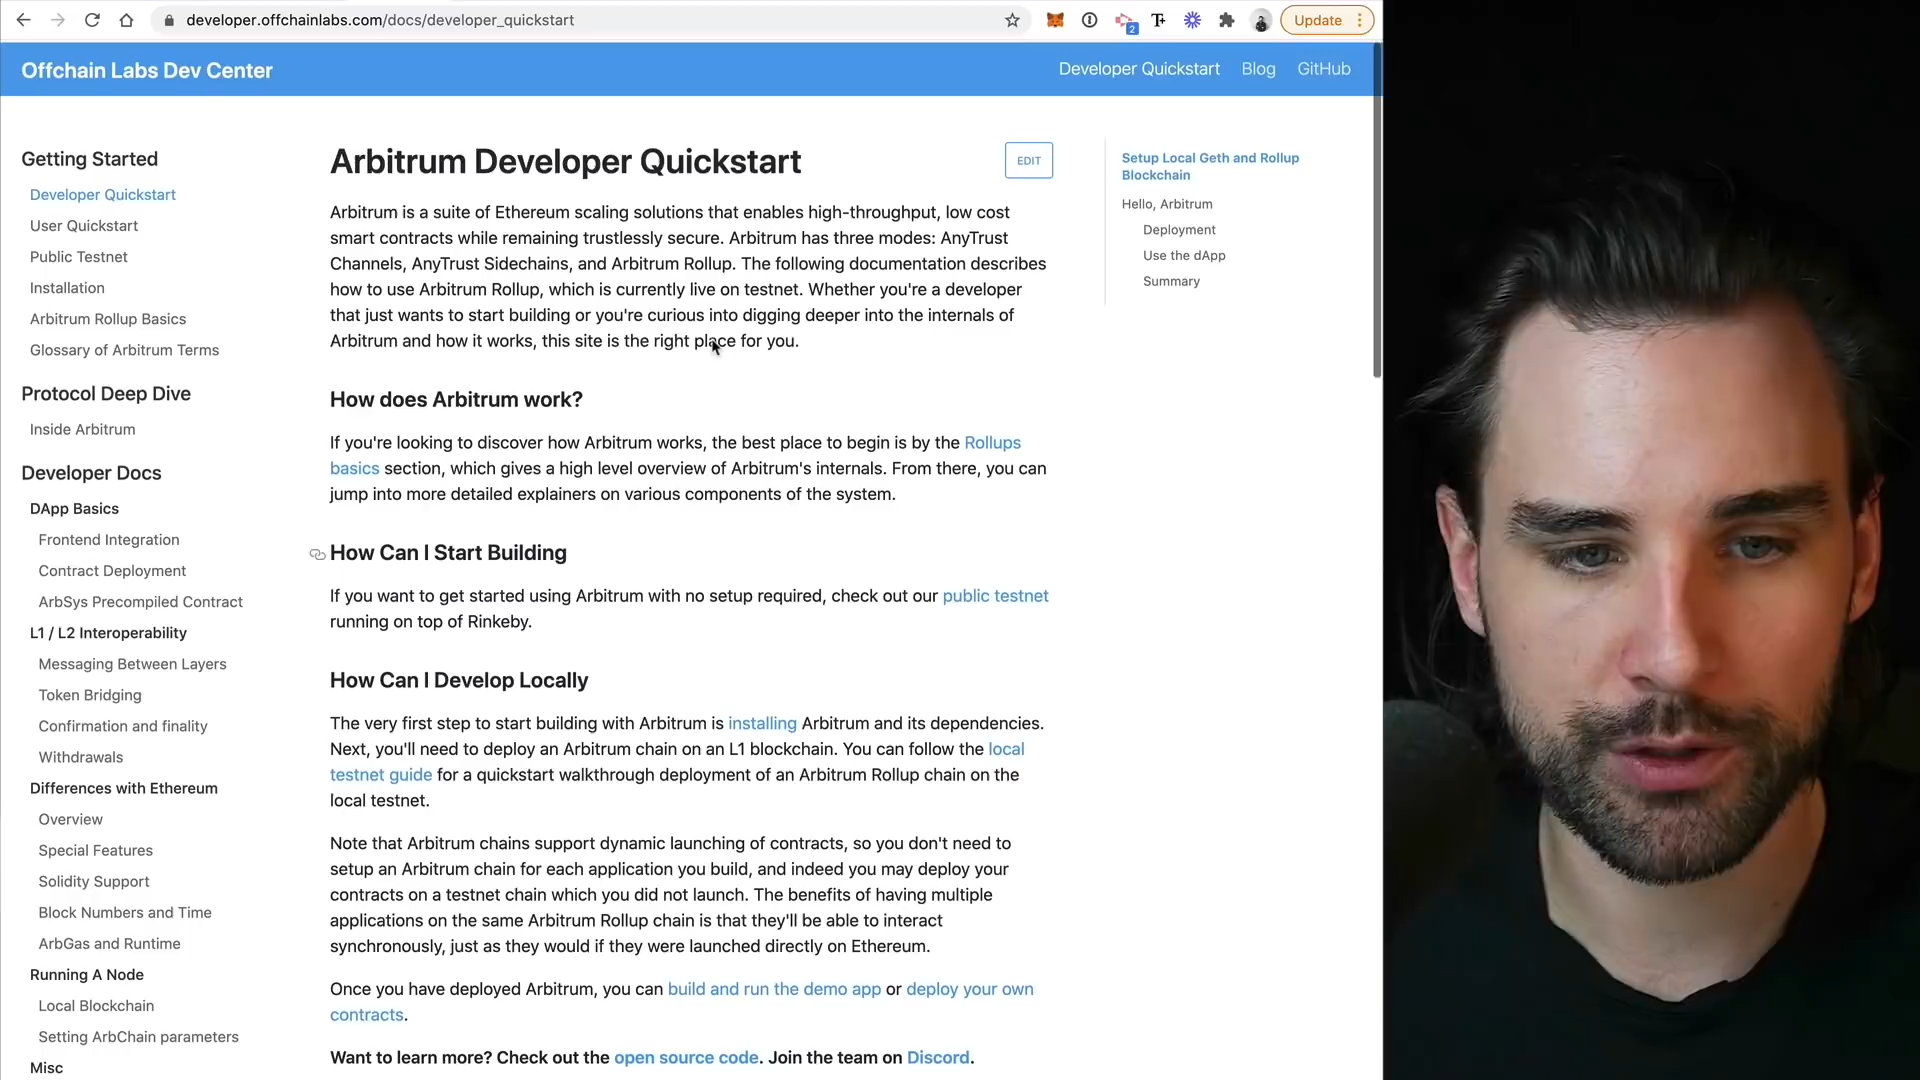 developer.offchainlabs.com/docs/developer_quickstart
2
Update
Offchain Labs Dev Center
Developer Quickstart
Blog
GitHub
Getting Started
Developer Quickstart
User Quickstart
Public Testnet
Installation
Arbitrum Rollup Basics
Glossary of Arbitrum Terms
Protocol Deep Dive
Inside Arbitrum
Developer Docs
DApp Basics
Frontend Integration
Contract Deployment
ArbSys Precompiled Contract
L1 / L2 Interoperability
Messaging Between Layers
Token Bridging
Confirmation and finality
Withdrawals
Differences with Ethereum
Overview
Special Features
Solidity Support
Block Numbers and Time
ArbGas and Runtime
Running A Node
Local Blockchain
Setting ArbChain parameters
Misc
Arbitrum Developer Quickstart
EDIT
Arbitrum is a suite of Ethereum scaling solutions that enables high-throughput, low cost
smart contracts while remaining trustlessly secure. Arbitrum has three modes: AnyTrust
Channels, AnyTrust Sidechains, and Arbitrum Rollup. The following documentation describes
how to use Arbitrum Rollup, which is currently live on testnet. Whether you're a developer
that just wants to start building or you're curious into digging deeper into the internals of
Arbitrum and how it works, this site is the right place for you.
How does Arbitrum work?
If you're looking to discover how Arbitrum works, the best place to begin is by the Rollups
basics section, which gives a high level overview of Arbitrum's internals. From there, you can
jump into more detailed explainers on various components of the system.
How Can I Start Building
If you want to get started using Arbitrum with no setup required, check out our public testnet
running on top of Rinkeby.
How Can I Develop Locally
The very first step to start building with Arbitrum is installing Arbitrum and its dependencies.
Next, you'll need to deploy an Arbitrum chain on an L1 blockchain. You can follow the local
testnet guide for a quickstart walkthrough deployment of an Arbitrum Rollup chain on the
local testnet.
Note that Arbitrum chains support dynamic launching of contracts, so you don't need to
setup an Arbitrum chain for each application you build, and indeed you may deploy your
contracts on a testnet chain which you did not launch. The benefits of having multiple
applications on the same Arbitrum Rollup chain is that they'll be able to interact
synchronously, just as they would if they were launched directly on Ethereum.
Once you have deployed Arbitrum, you can build and run the demo app or deploy your own
contracts.
Want to learn more? Check out the open source code. Join the team on Discord.
Setup Local Geth and Rollup
Blockchain
Hello, Arbitrum
Deployment
Use the dApp
Summary